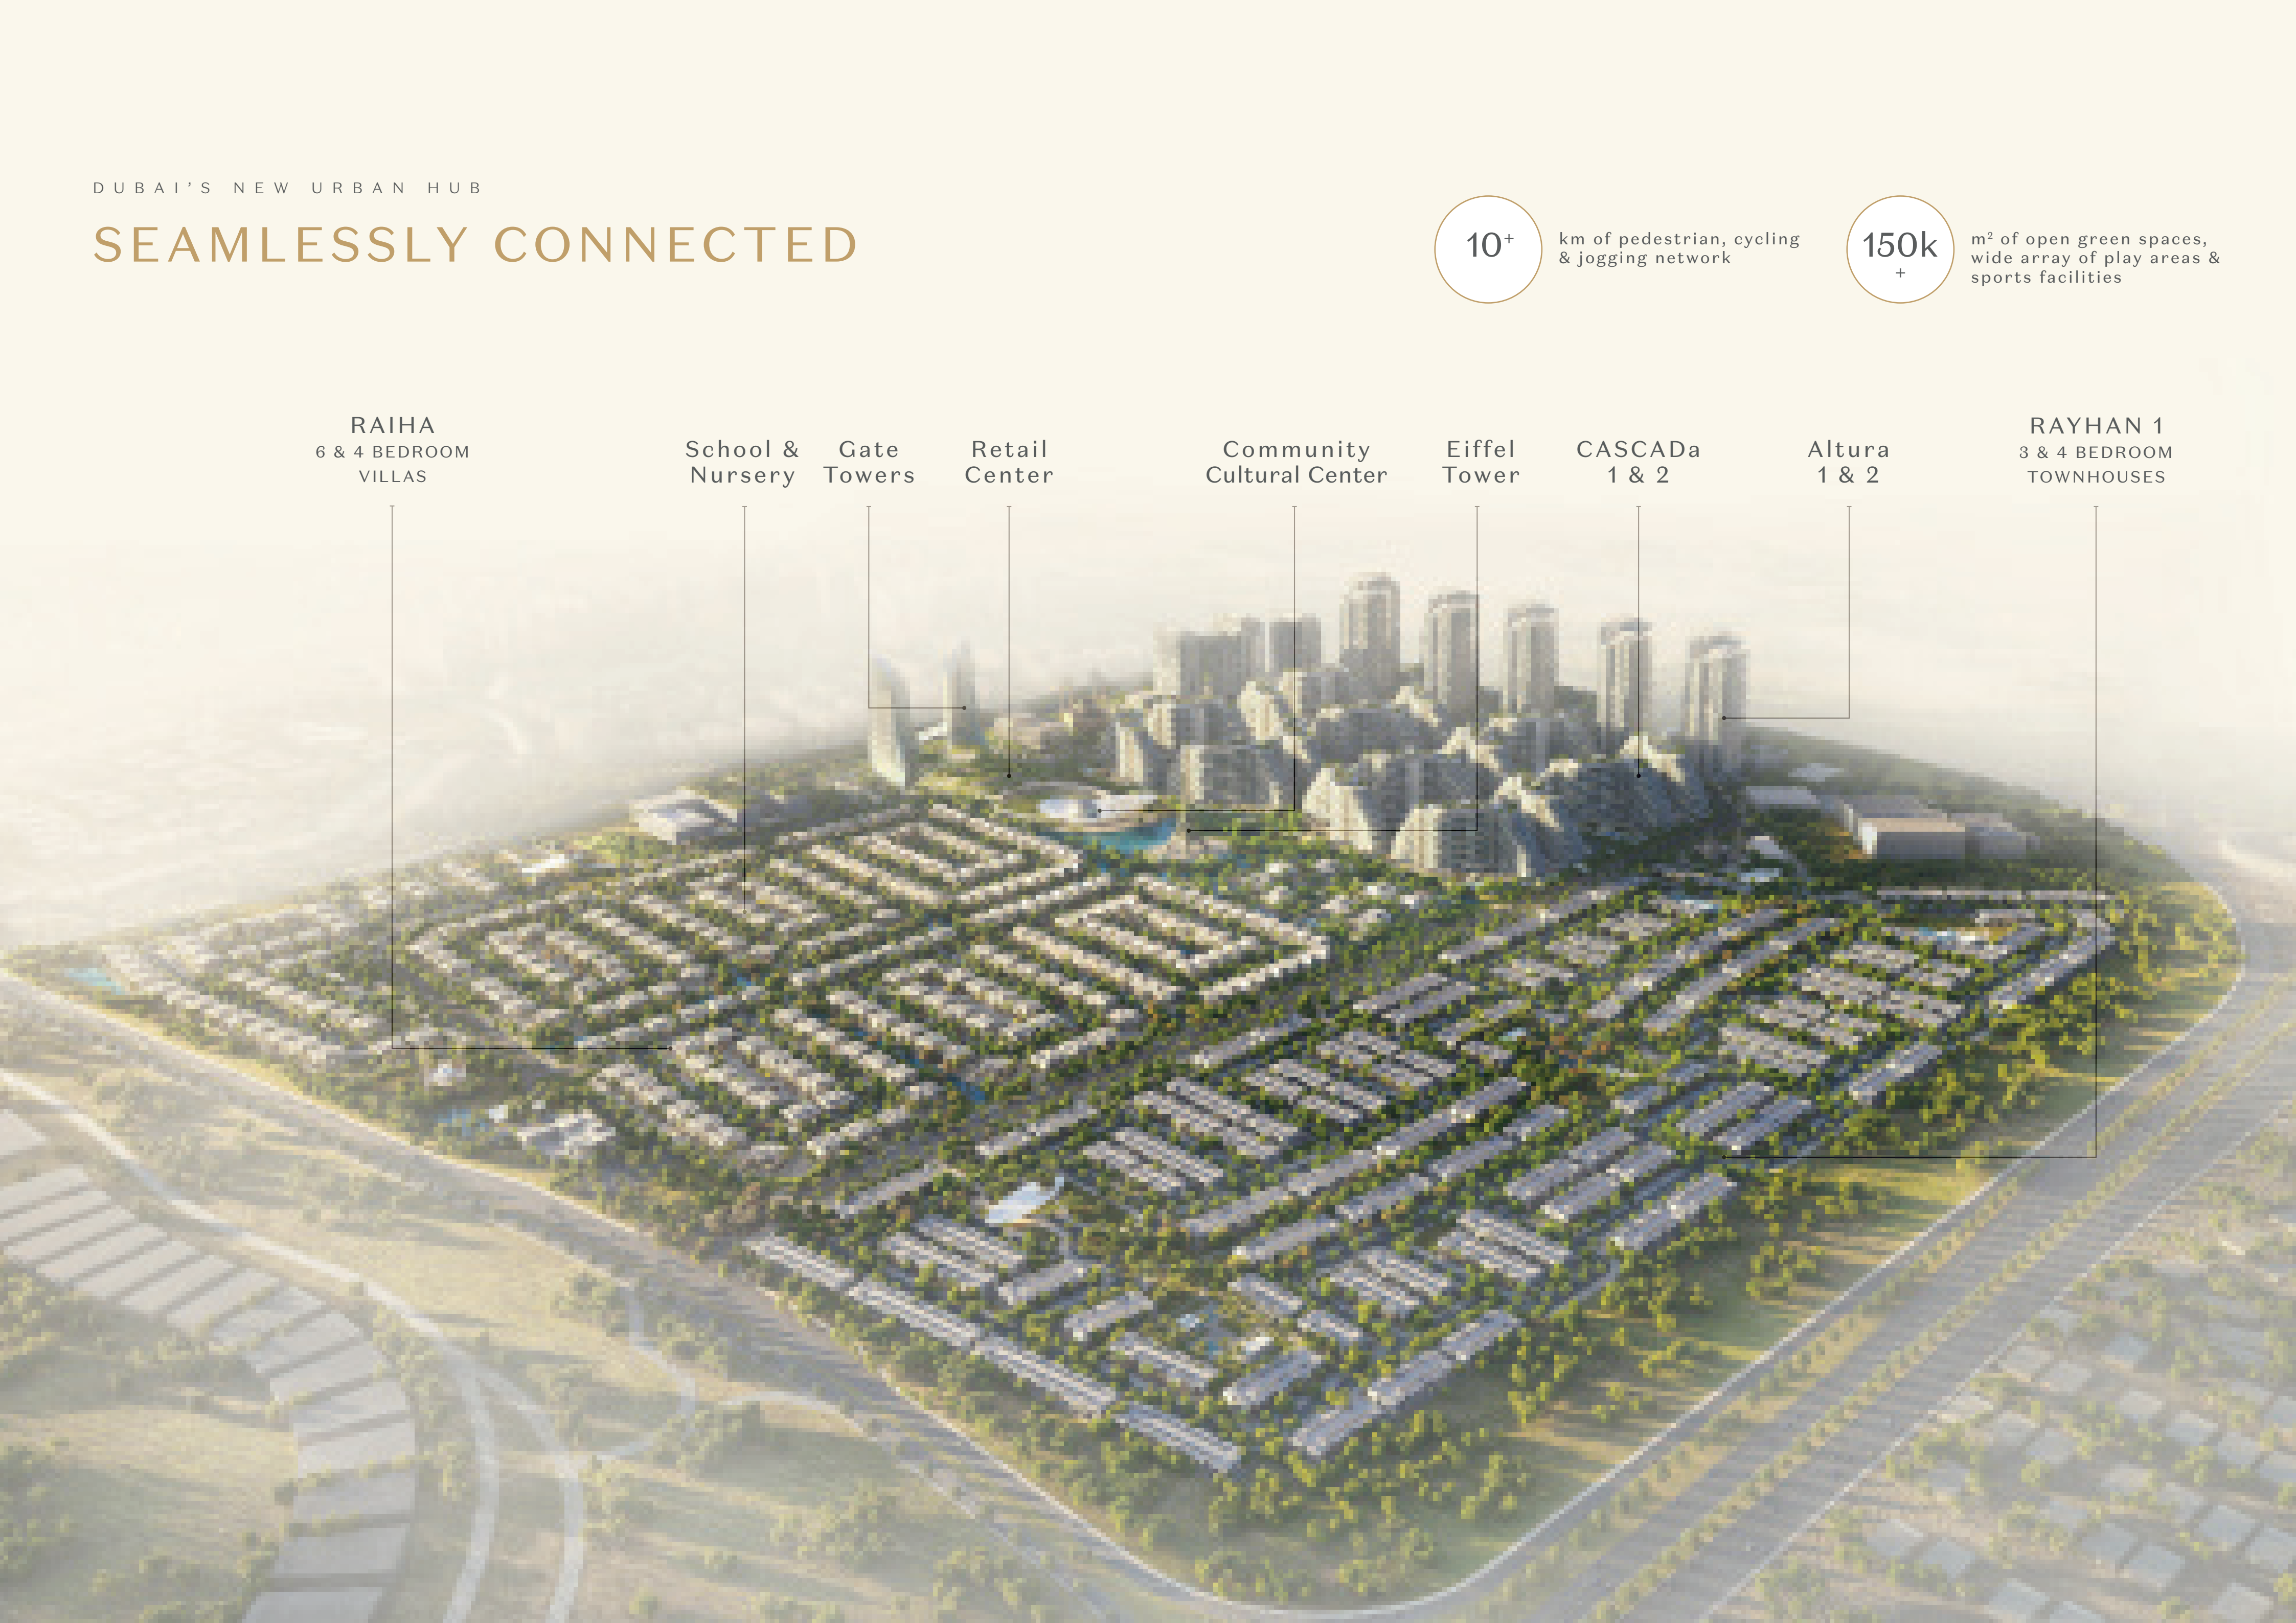 DUBAI'S NEW URBAN HUB
SEAMLESSLY CONNECTED
10+
km of pedestrian, cycling
& jogging network
150k
+
m² of open green spaces,
wide array of play areas &
sports facilities
RAIHA
6 & 4 BEDROOM
VILLAS
School &
Nursery
Gate
Towers
Retail
Center
Community
Cultural Center
Eiffel
Tower
CASCADa
1 & 2
Altura
1 & 2
RAYHAN 1
3 & 4 BEDROOM
TOWNHOUSES